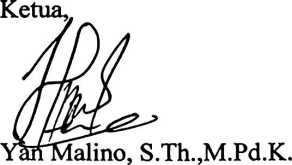 Ketua,
Yan Malino, S.Th.,M.Pd.K.